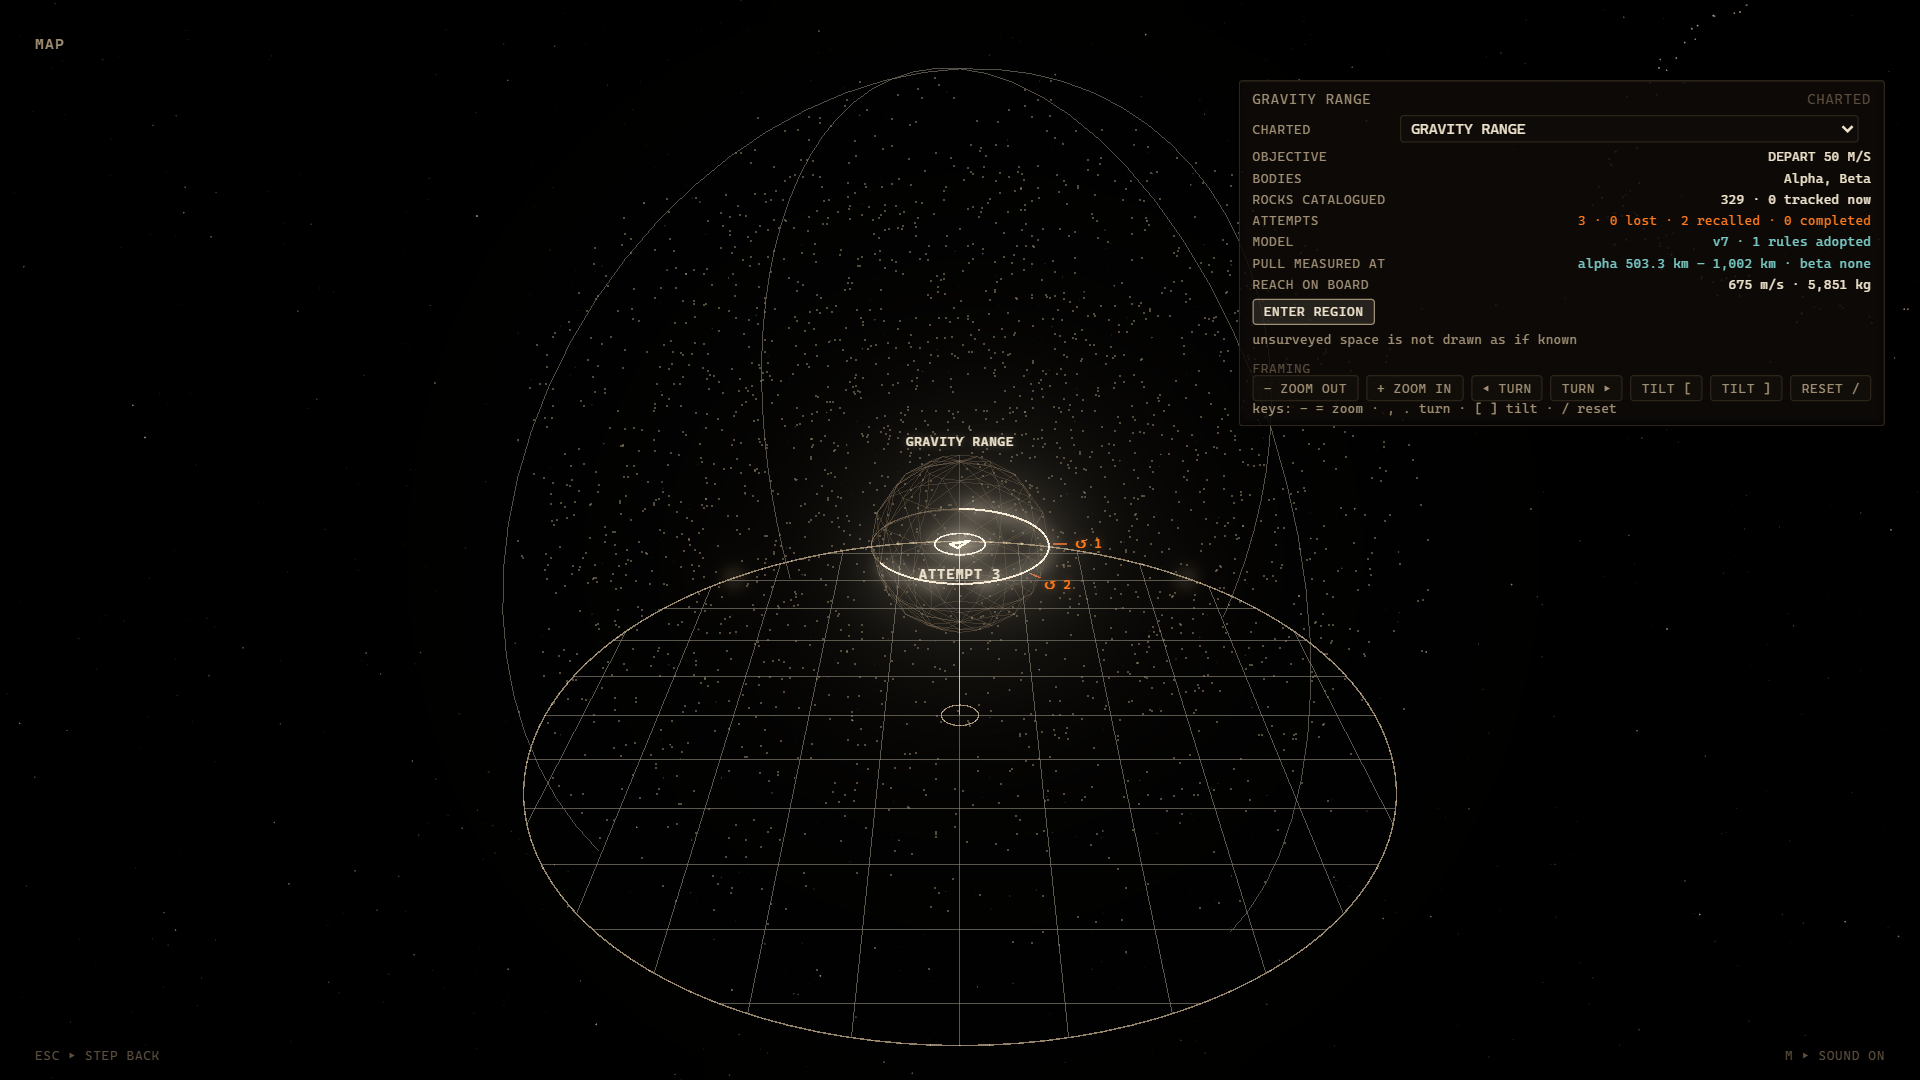 MAP
GRAVITY RANGE CHARTED
CHARTED GRAVITY RANGE
OBJECTIVE DEPART 50 M/S
BODIES Alpha, Beta
ROCKS CATALOGUED 329 · 0 tracked now
ATTEMPTS 3 · 0 lost · 2 recalled · 0 completed
MODEL v7 · 1 rules adopted
PULL MEASURED AT alpha 503.3 km – 1,002 km · beta none
REACH ON BOARD 675 m/s · 5,851 kg
ENTER REGION
unsurveyed space is not drawn as if known
FRAMING
− ZOOM OUT + ZOOM IN ◂ TURN TURN ▸ TILT [ TILT ] RESET /
keys: − = zoom · , . turn · [ ] tilt · / reset
GRAVITY RANGE
↺ 1
ATTEMPT 3
↺ 2
ESC ▸ STEP BACK
M ▸ SOUND ON